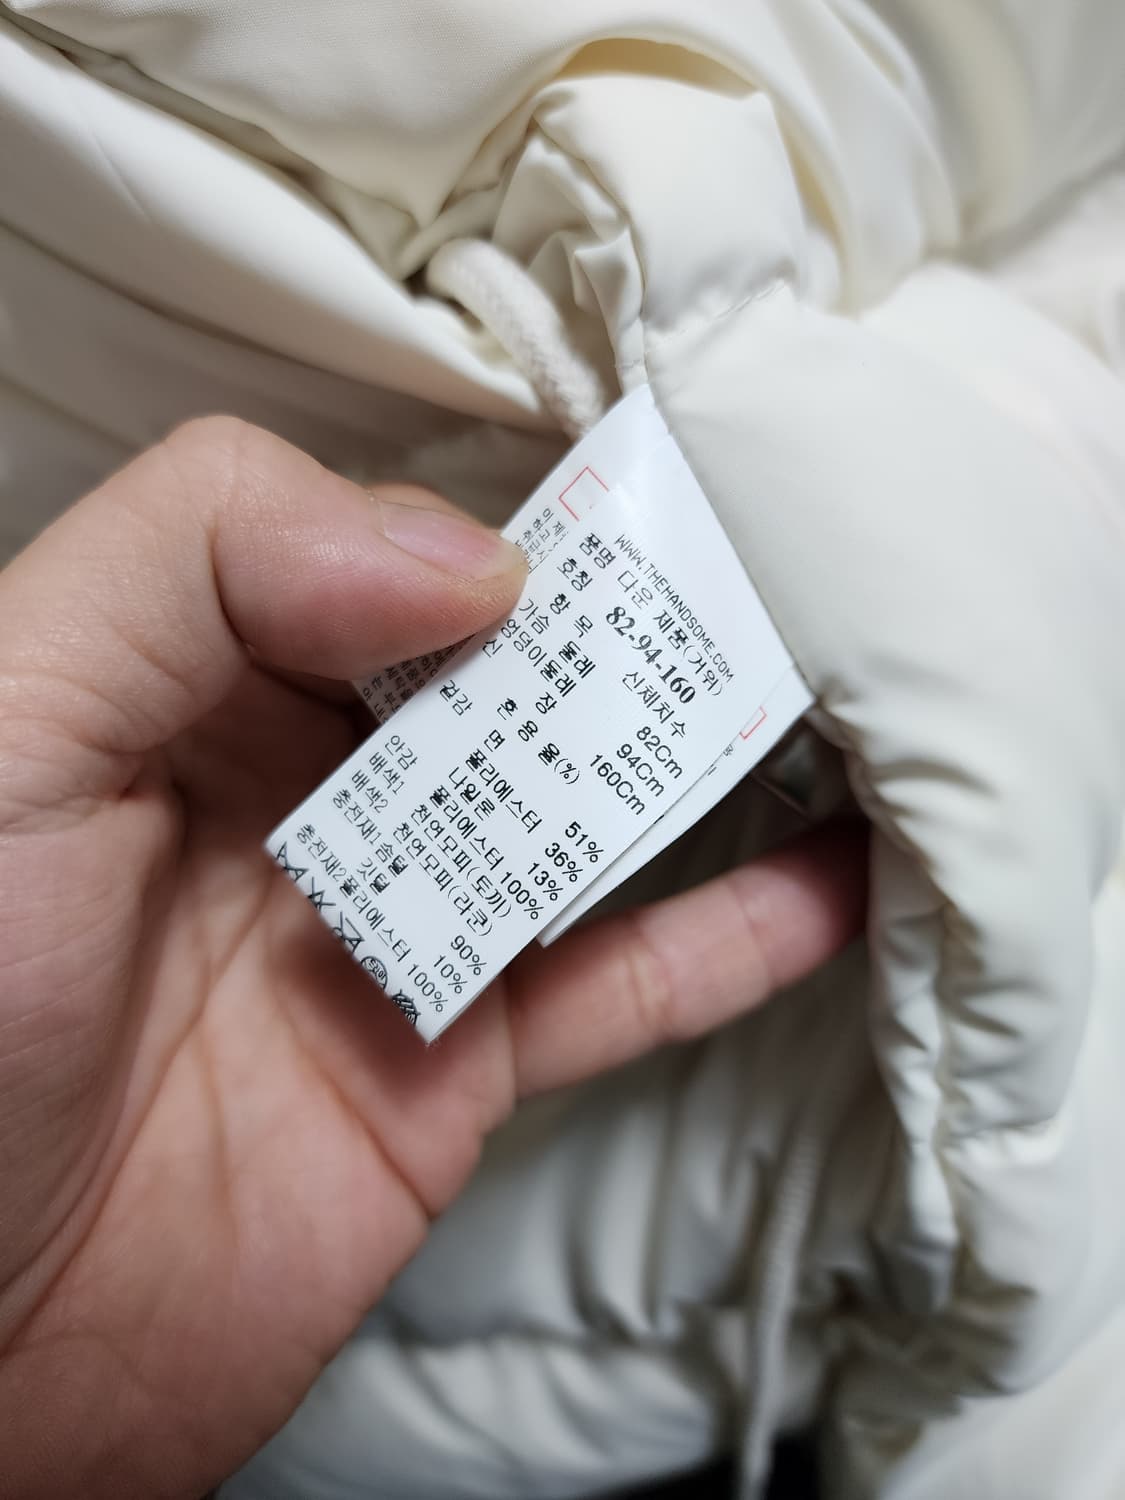 WWW.THEHANDSOME.COM
품명 다운 제품(거위)
호칭 82-94-160
항 목 신체치수
가슴 둘레 82Cm
엉덩이둘레 94Cm
신 장 160Cm
혼 용 율(%)
겉감 면 51%
폴리에스터 36%
나일론 13%
안감 폴리에스터 100%
배색1 천연모피(토끼)
배색2 천연모피(라쿤)
충전재1솜털 90%
깃털 10%
충전재2폴리에스터 100%